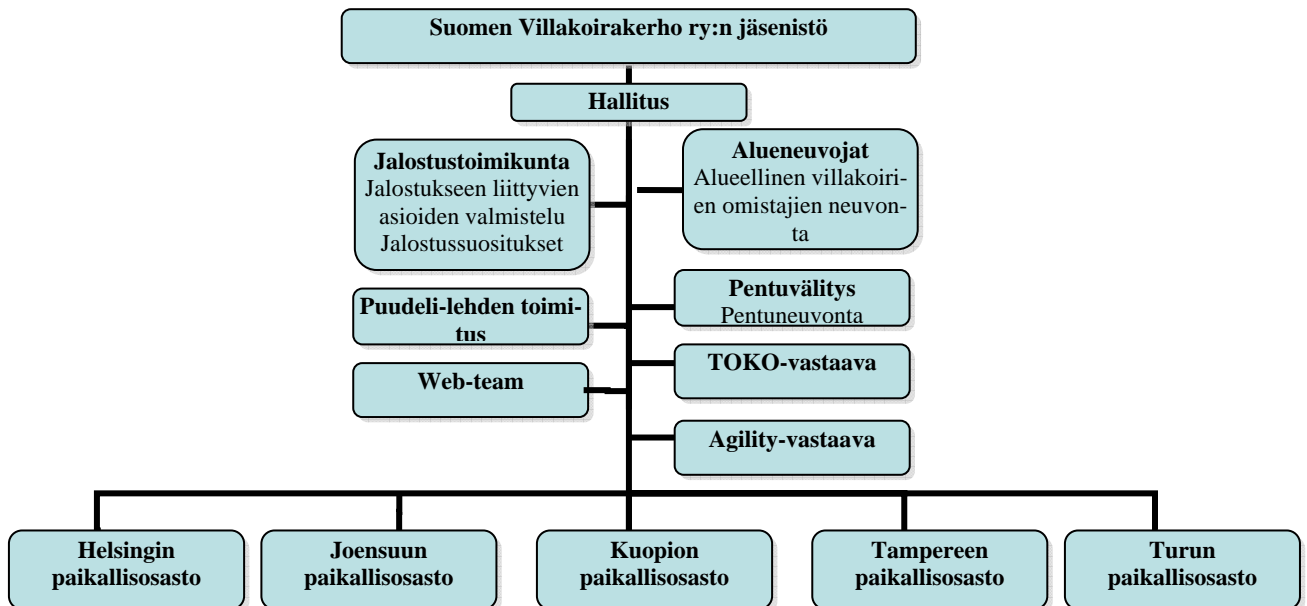 Suomen Villakoirakerho ry:n jäsenistö
Hallitus
Jalostustoimikunta
Jalostukseen liittyvien
asioiden valmistelu
Jalostussuositukset
Alueneuvojat
Alueellinen villakoiri-
en omistajien neuvon-
ta
Puudeli-lehden toimi-
tus
Pentuvälitys
Pentuneuvonta
Web-team
TOKO-vastaava
Agility-vastaava
Helsingin
paikallisosasto
Joensuun
paikallisosasto
Kuopion
paikallisosasto
Tampereen
paikallisosasto
Turun
paikallisosasto